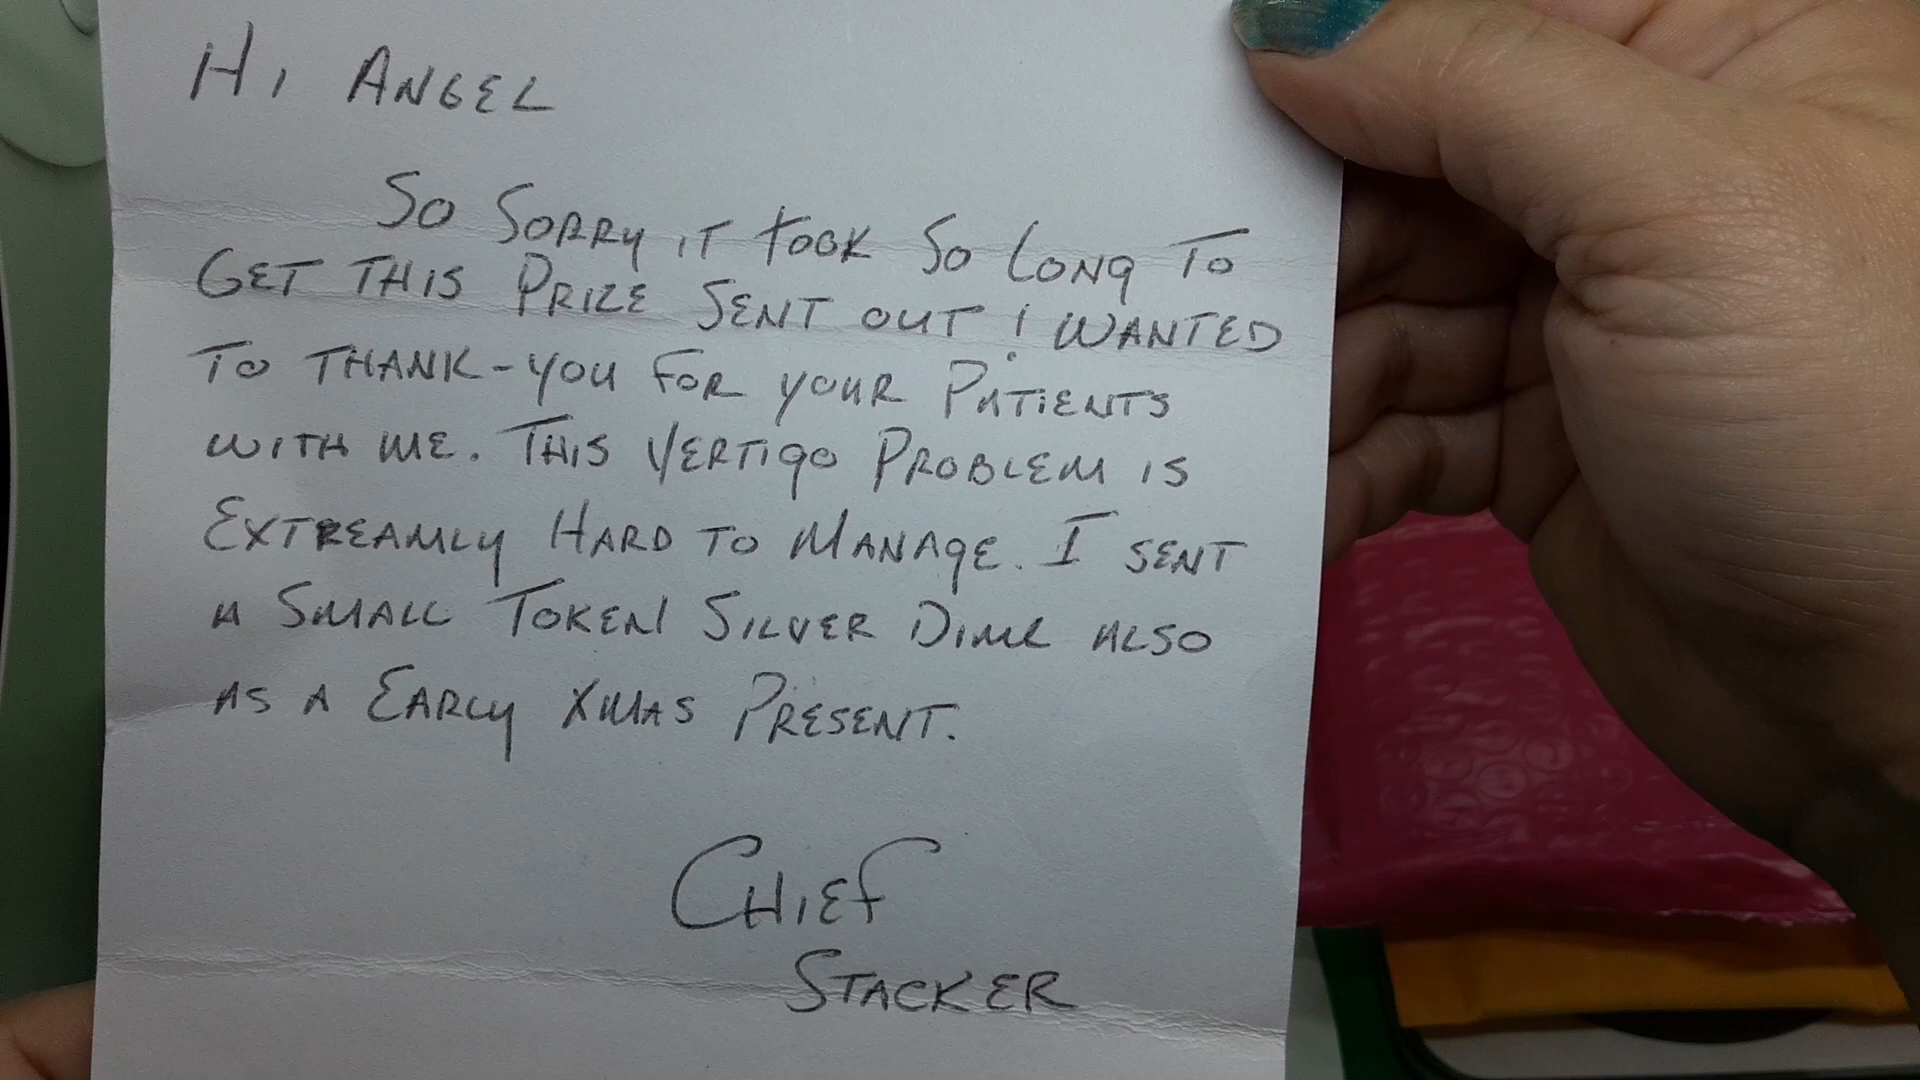 Hi Angel
So Sorry it took So Long To
Get This Prize Sent out! Wanted
To Thank-you for your Patients
with me. This Vertigo Problem is
Extreamly Hard to Manage. I sent
a Small Token Silver Dime also
as a Early Xmas Present.
Chief
Stacker